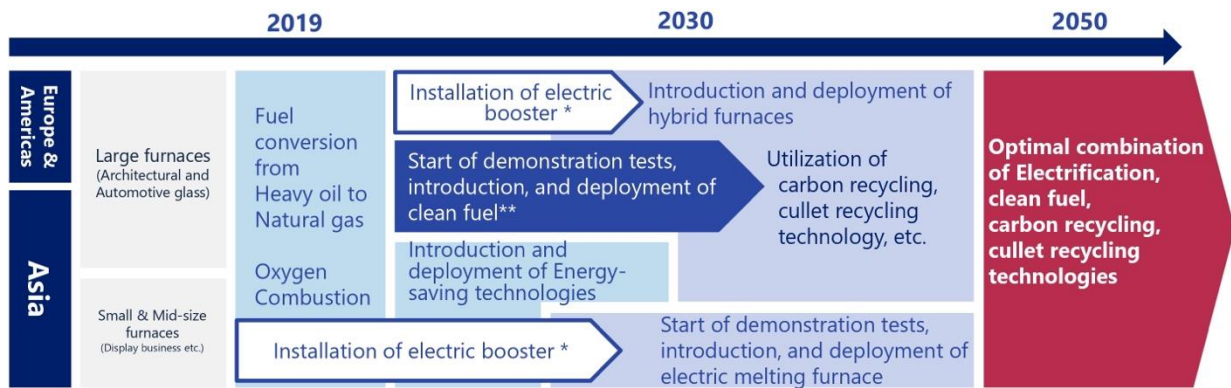 2019
2030
2050
Europe &
Americas
Asia
Large furnaces
(Architectural and
Automotive glass)
Small & Mid-size
furnaces
(Display business etc.)
Fuel
conversion
from
Heavy oil to
Natural gas
Oxygen
Combustion
Installation of electric
booster *
Introduction and deployment of
hybrid furnaces
Start of demonstration tests,
introduction, and deployment of
clean fuel**
Utilization of
carbon recycling,
cullet recycling
technology, etc.
Introduction and
deployment of Energy-
saving technologies
Installation of electric booster *
Start of demonstration tests,
introduction, and deployment of
electric melting furnace
Optimal combination
of Electrification,
clean fuel,
carbon recycling,
cullet recycling
technologies